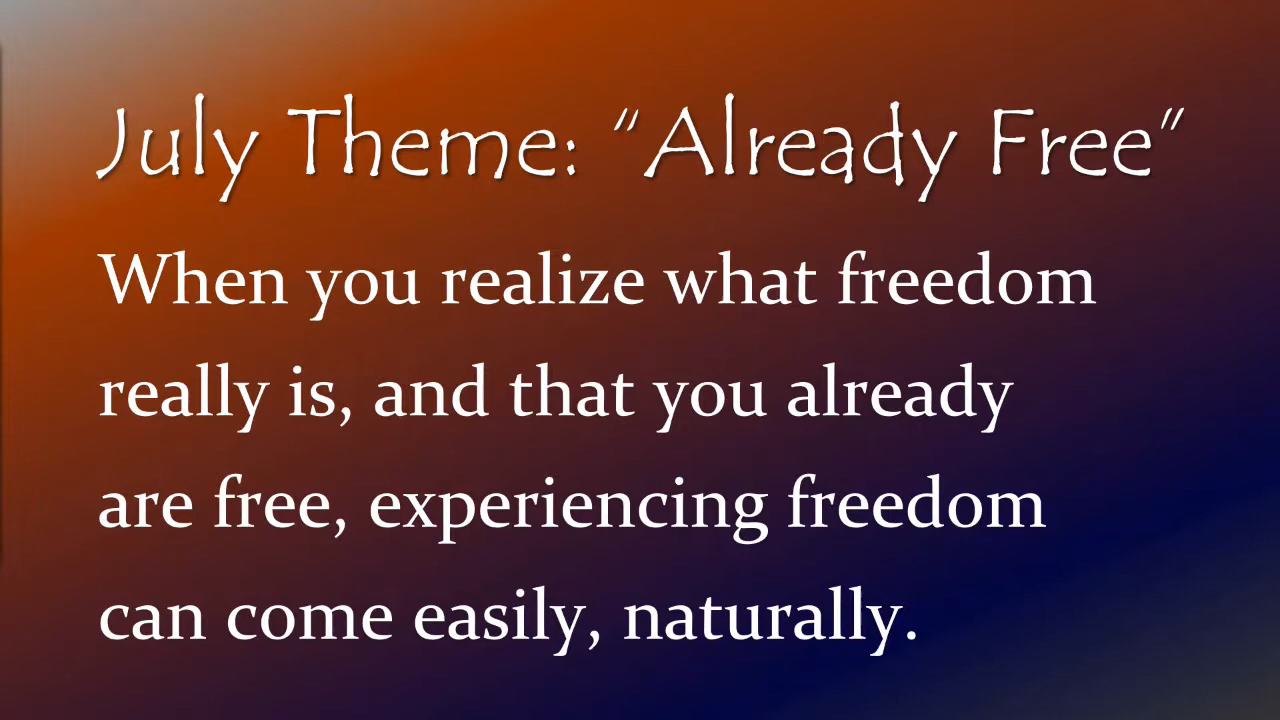 July Theme: “Already Free”
When you realize what freedom
really is, and that you already
are free, experiencing freedom
can come easily, naturally.